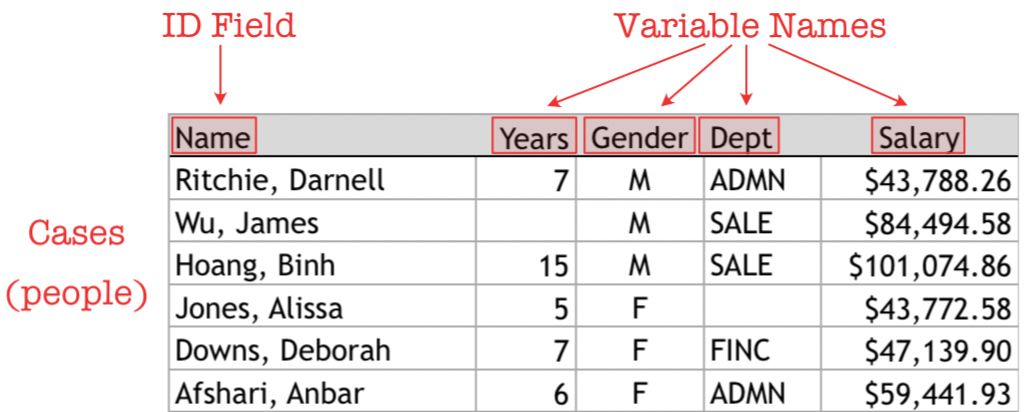 ID Field Variable Names
Name Years Gender Dept Salary
Ritchie, Darnell 7 M ADMN $43,788.26
Wu, James M SALE $84,494.58
Cases
Hoang, Binh 15 M SALE $101,074.86
(people)
Jones, Alissa 5 F $43,772.58
Downs, Deborah 7 F FINC $47,139.90
Afshari, Anbar 6 F ADMN $59,441.93